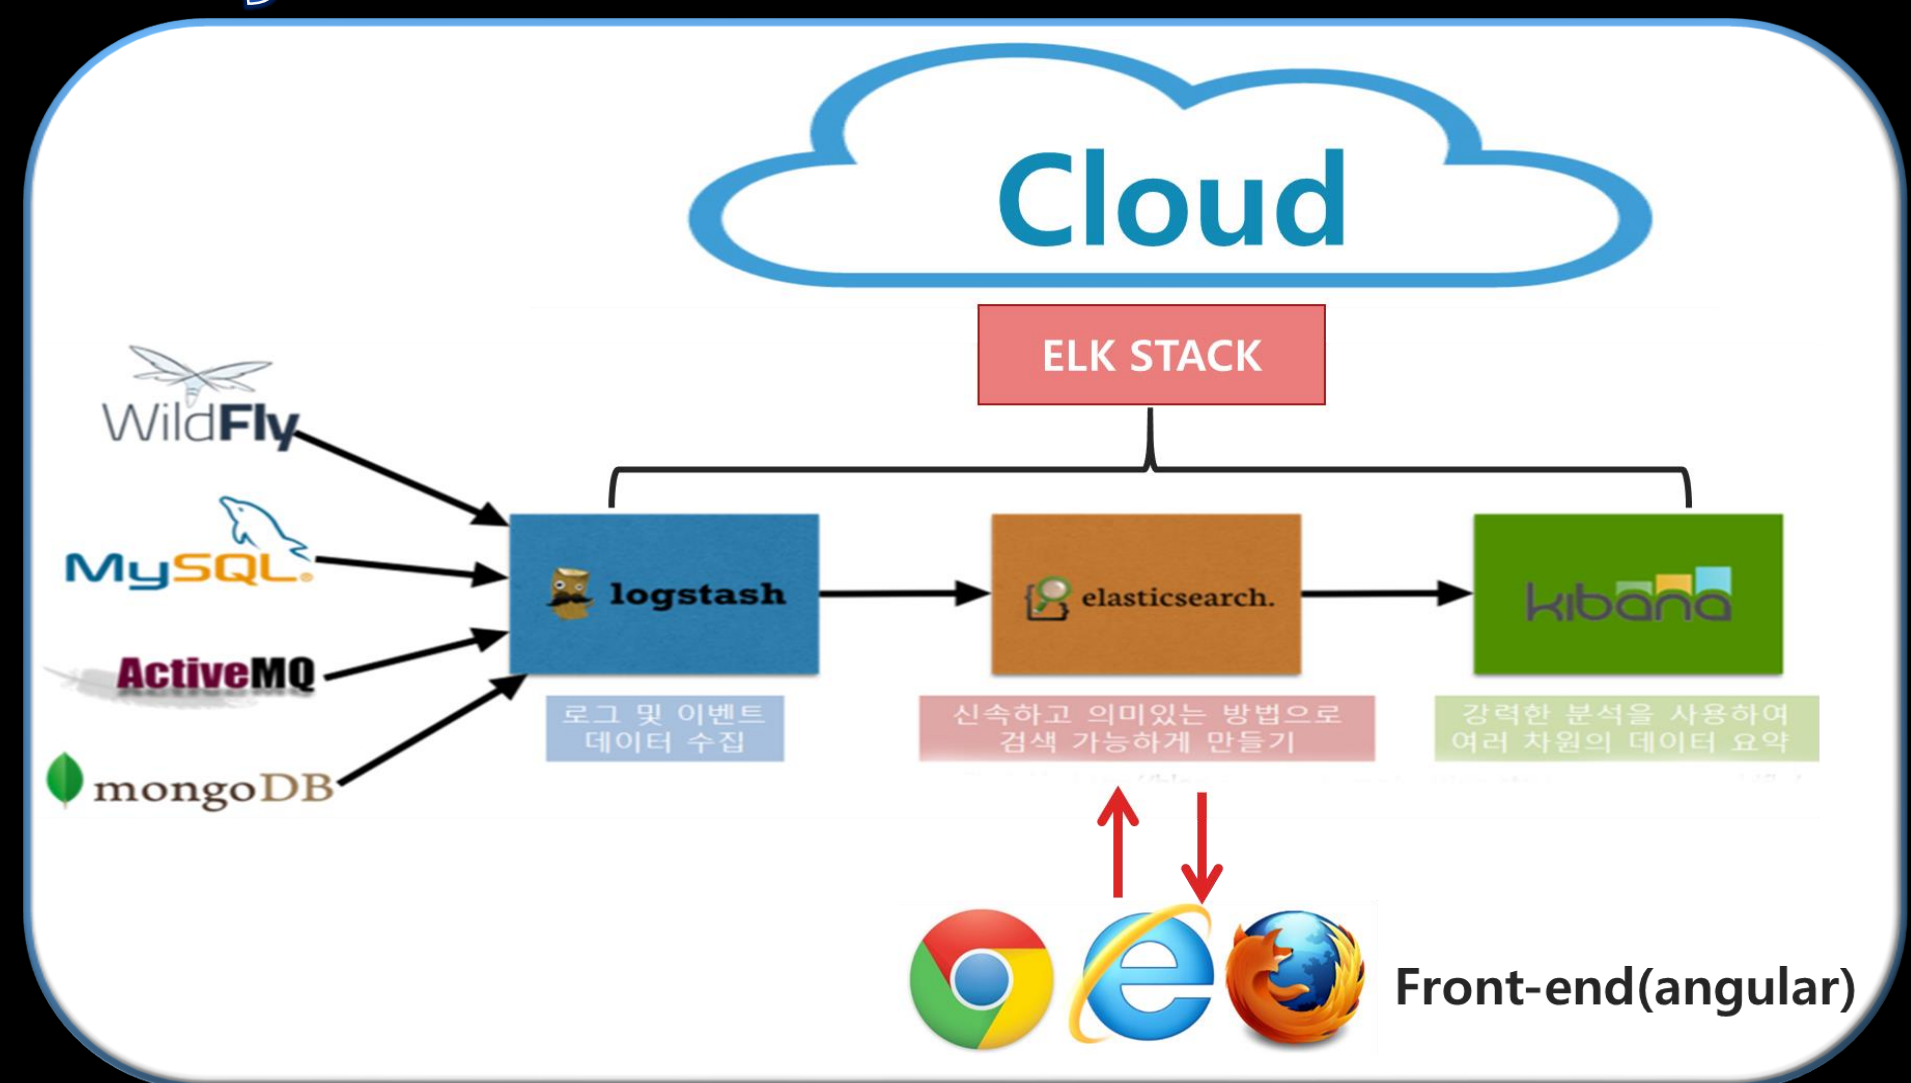 Cloud
ELK STACK
WildFly
MySQL®
ActiveMQ
mongoDB
logstash
elasticsearch.
kibana
로그 및 이벤트
데이터 수집
신속하고 의미있는 방법으로
검색 가능하게 만들기
강력한 분석을 사용하여
여러 차원의 데이터 요약
Front-end(angular)